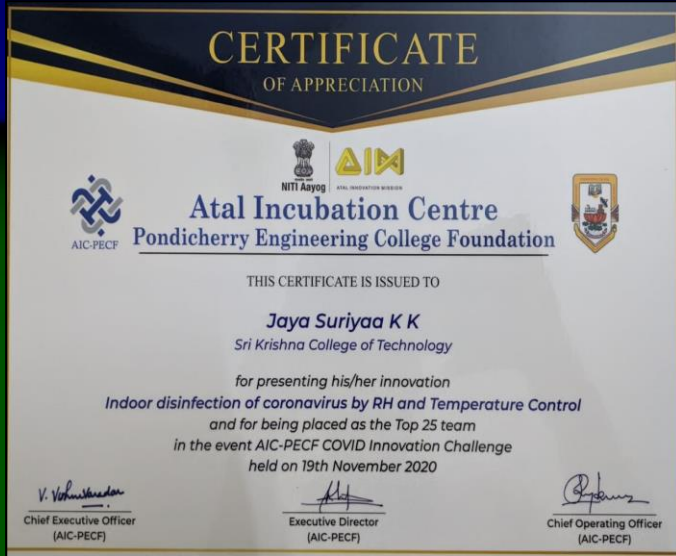 CERTIFICATE
OF APPRECIATION
NITI Aayog
AIM
ATAL INNOVATION MISSION
AIC-PECF
Atal Incubation Centre
Pondicherry Engineering College Foundation
THIS CERTIFICATE IS ISSUED TO
Jaya Suriyaa K K
Sri Krishna College of Technology
for presenting his/her innovation
Indoor disinfection of coronavirus by RH and Temperature Control
and for being placed as the Top 25 team
in the event AIC-PECF COVID Innovation Challenge
held on 19th November 2020
Chief Executive Officer
(AIC-PECF)
Executive Director
(AIC-PECF)
Chief Operating Officer
(AIC-PECF)